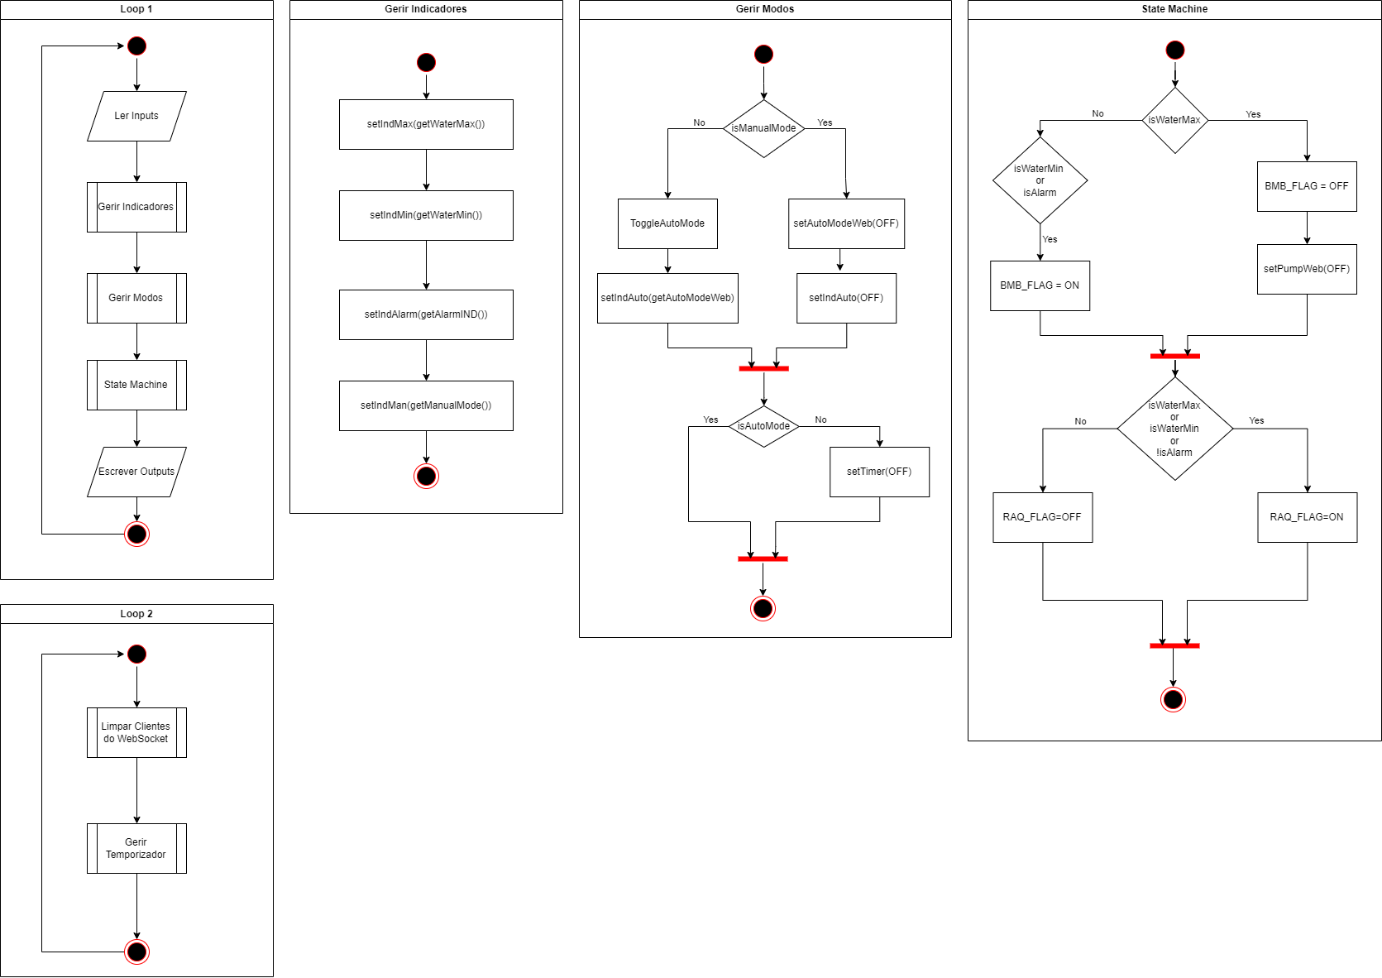 Loop 1
Ler Inputs
Gerir Indicadores
Gerir Modos
State Machine
Escrever Outputs
Gerir Indicadores
setIndMax(getWaterMax())
setIndMin(getWaterMin())
setIndAlarm(getAlarmIND())
setIndMan(getManualMode())
Gerir Modos
isManualMode
No
Yes
ToggleAutoMode
setAutoModeWeb(OFF)
setIndAuto(getAutoModeWeb)
setIndAuto(OFF)
isAutoMode
Yes
No
setTimer(OFF)
State Machine
isWaterMax
No
Yes
isWaterMin
or
isAlarm
BMB_FLAG = OFF
Yes
setPumpWeb(OFF)
BMB_FLAG = ON
isWaterMax
or
isWaterMin
or
!isAlarm
No
Yes
RAQ_FLAG=OFF
RAQ_FLAG=ON
Loop 2
Limpar Clientes
do WebSocket
Gerir
Temporizador